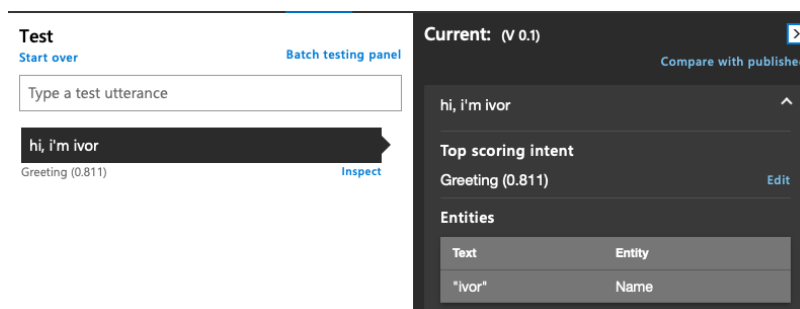 Test
Start over
Batch testing panel
Type a test utterance
hi, i'm ivor
Greeting (0.811)
Inspect
Current: (V 0.1)
Compare with publishe
hi, i'm ivor
Top scoring intent
Greeting (0.811)
Edit
Entities
Text Entity
"ivor" Name